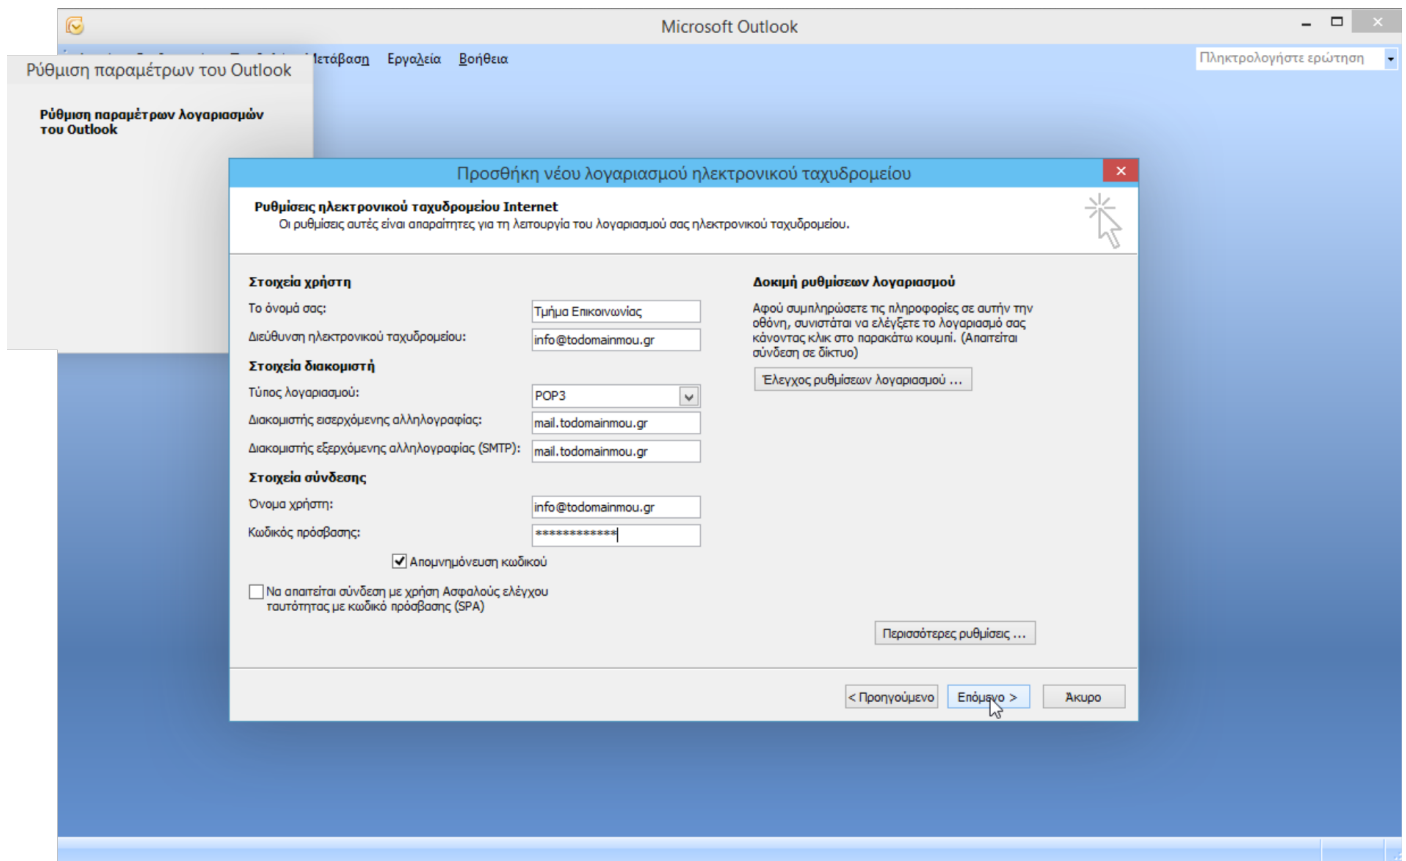 Microsoft Outlook
Μετάβαση Εργαλεία Βοήθεια
Πληκτρολογήστε ερώτηση
Ρύθμιση παραμέτρων του Outlook
Ρύθμιση παραμέτρων λογαριασμών
του Outlook
Προσθήκη νέου λογαριασμού ηλεκτρονικού ταχυδρομείου
Ρυθμίσεις ηλεκτρονικού ταχυδρομείου Internet
Οι ρυθμίσεις αυτές είναι απαραίτητες για τη λειτουργία του λογαριασμού σας ηλεκτρονικού ταχυδρομείου.
Στοιχεία χρήστη
Το όνομά σας:
Τμήμα Επικοινωνίας
Διεύθυνση ηλεκτρονικού ταχυδρομείου:
info@todomainmou.gr
Στοιχεία διακομιστή
Τύπος λογαριασμού:
POP3
Διακομιστής εισερχόμενης αλληλογραφίας:
mail.todomainmou.gr
Διακομιστής εξερχόμενης αλληλογραφίας (SMTP):
mail.todomainmou.gr
Στοιχεία σύνδεσης
Όνομα χρήστη:
info@todomainmou.gr
Κωδικός πρόσβασης:
************
Απομνημόνευση κωδικού
Να απαιτείται σύνδεση με χρήση Ασφαλούς ελέγχου
ταυτότητας με κωδικό πρόσβασης (SPA)
Δοκιμή ρυθμίσεων λογαριασμού
Αφού συμπληρώσετε τις πληροφορίες σε αυτήν την
οθόνη, συνιστάται να ελέγξετε το λογαριασμό σας
κάνοντας κλικ στο παρακάτω κουμπί. (Απαιτείται
σύνδεση σε δίκτυο)
Έλεγχος ρυθμίσεων λογαριασμού ...
Περισσότερες ρυθμίσεις ...
< Προηγούμενο
Επόμενο >
Άκυρο